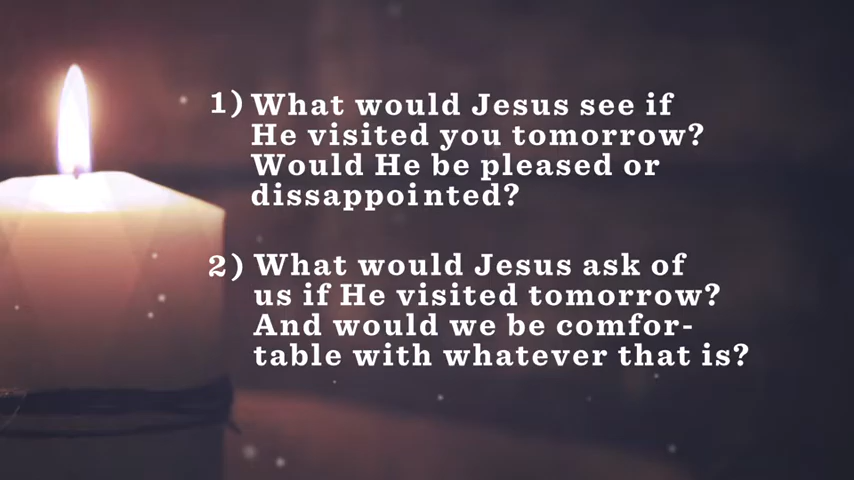 1) What would Jesus see if
He visited you tomorrow?
Would He be pleased or
dissappointed?
2) What would Jesus ask of
us if He visited tomorrow?
And would we be comfor-
table with whatever that is?